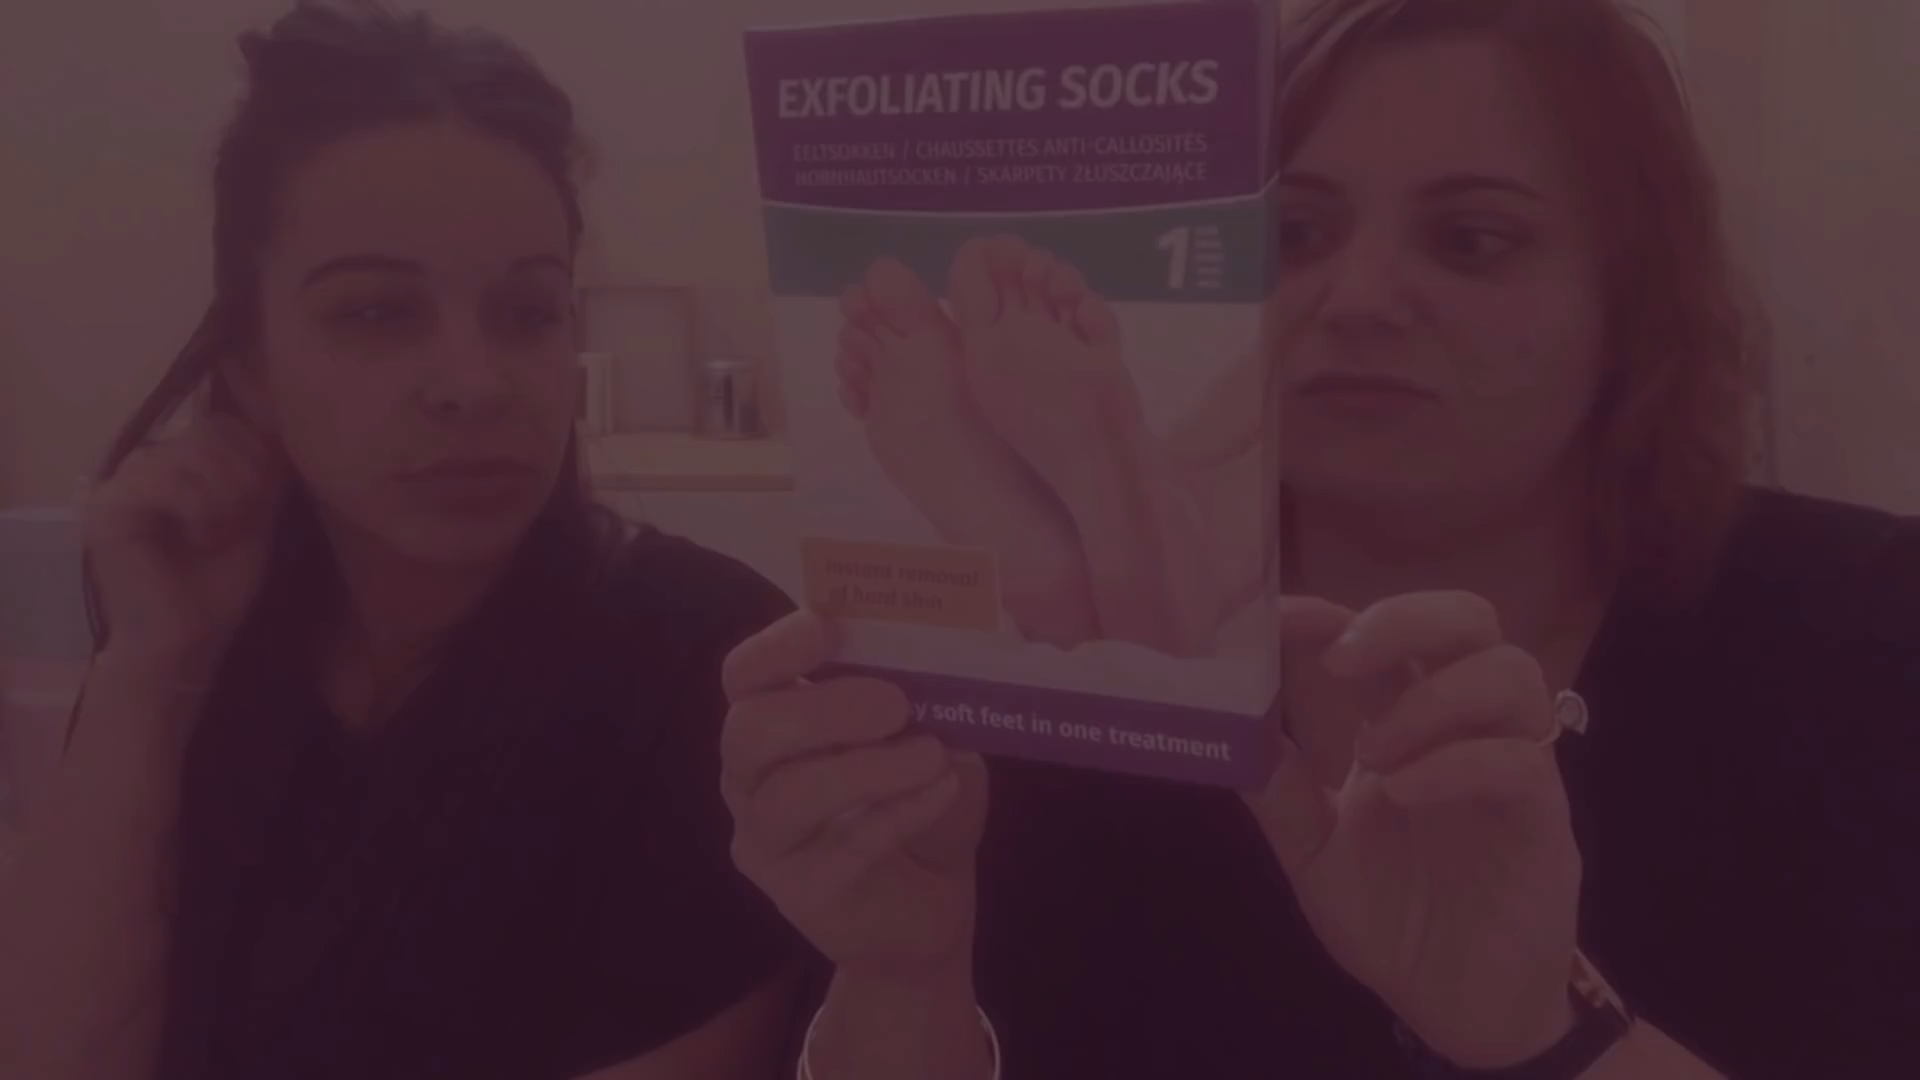 EXFOLIATING SOCKS
EELTSOKKEN / CHAUSSETTES ANTI-CALLOSITÉS
HORNHAUTSOCKEN / SKARPETY ZŁUSZCZAJĄCE
1
instant removal
of hard skin
soft feet in one treatment